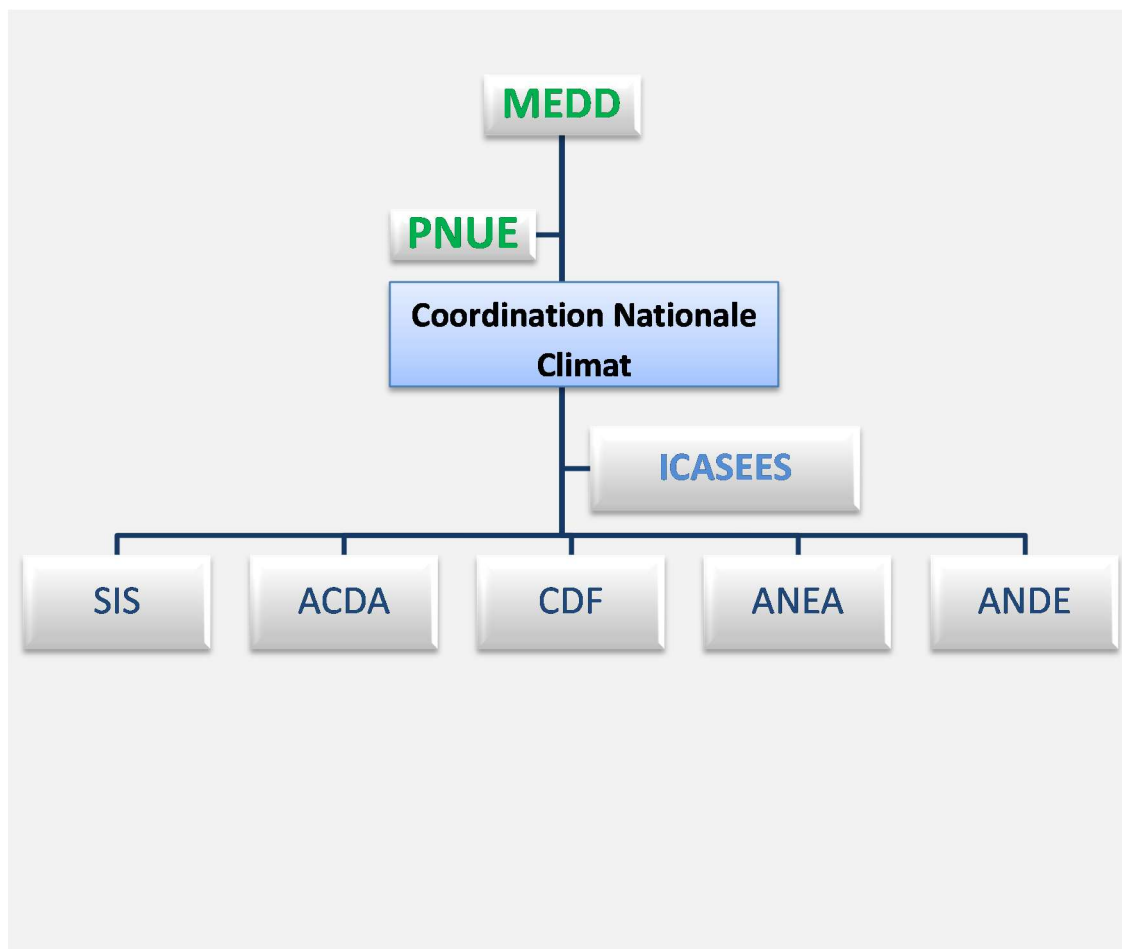 MEDD
PNUE
Coordination Nationale
Climat
ICASEES
SIS
ACDA
CDF
ANEA
ANDE